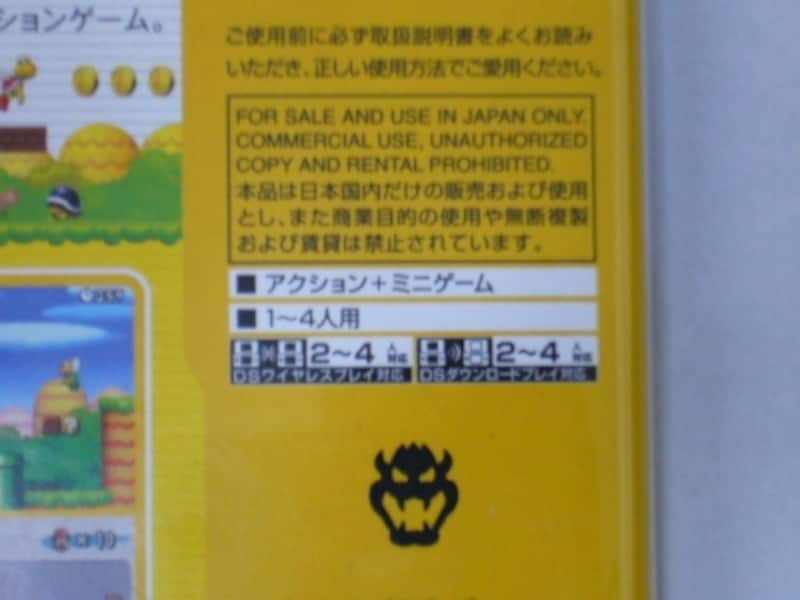 ションゲーム。
ご使用前に必ず取扱説明書をよくお読み
いただき、正しい使用方法でご愛用ください。
FOR SALE AND USE IN JAPAN ONLY.
COMMERCIAL USE, UNAUTHORIZED
COPY AND RENTAL PROHIBITED.
本品は日本国内だけの販売および使用
とし、また商業目的の使用や無断複製
および賃貸は禁止されています。
■ アクション+ミニゲーム
■ 1～4人用
2～4人対応
DSワイヤレスプレイ対応
2～4人対応
DSダウンロードプレイ対応